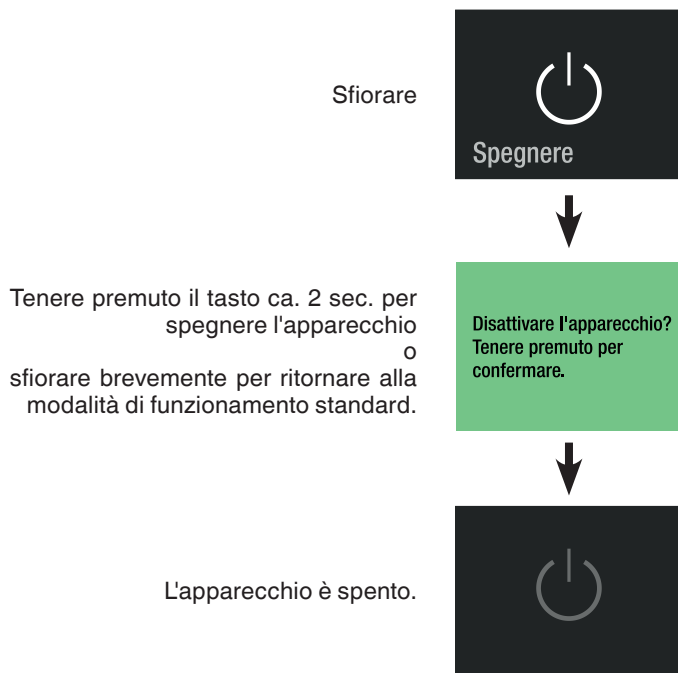 Sfiorare
Spegnere
Tenere premuto il tasto ca. 2 sec. per
spegnere l'apparecchio
o
sfiorare brevemente per ritornare alla
modalità di funzionamento standard.
Disattivare l'apparecchio?
Tenere premuto per
confermare.
L'apparecchio è spento.